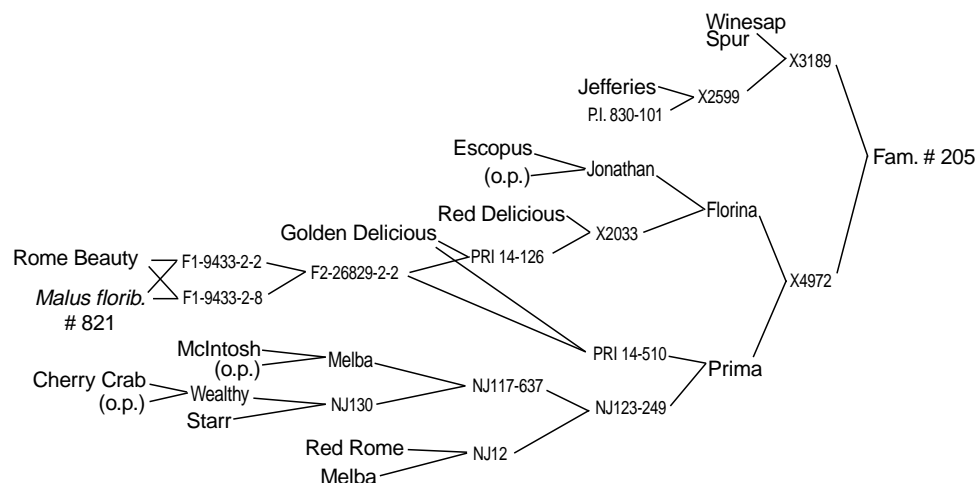 Winesap
Spur
X3189
Jefferies
X2599
P.I. 830-101
Escopus
(o.p.)
Jonathan
Fam. # 205
Red Delicious
Florina
Golden Delicious
X2033
PRI 14-126
Rome Beauty
F1-9433-2-2
F2-26829-2-2
X4972
Malus florib.
# 821
F1-9433-2-8
McIntosh
(o.p.)
Melba
PRI 14-510
Prima
Cherry Crab
(o.p.)
Wealthy
NJ117-637
Starr
NJ130
NJ123-249
Red Rome
NJ12
Melba